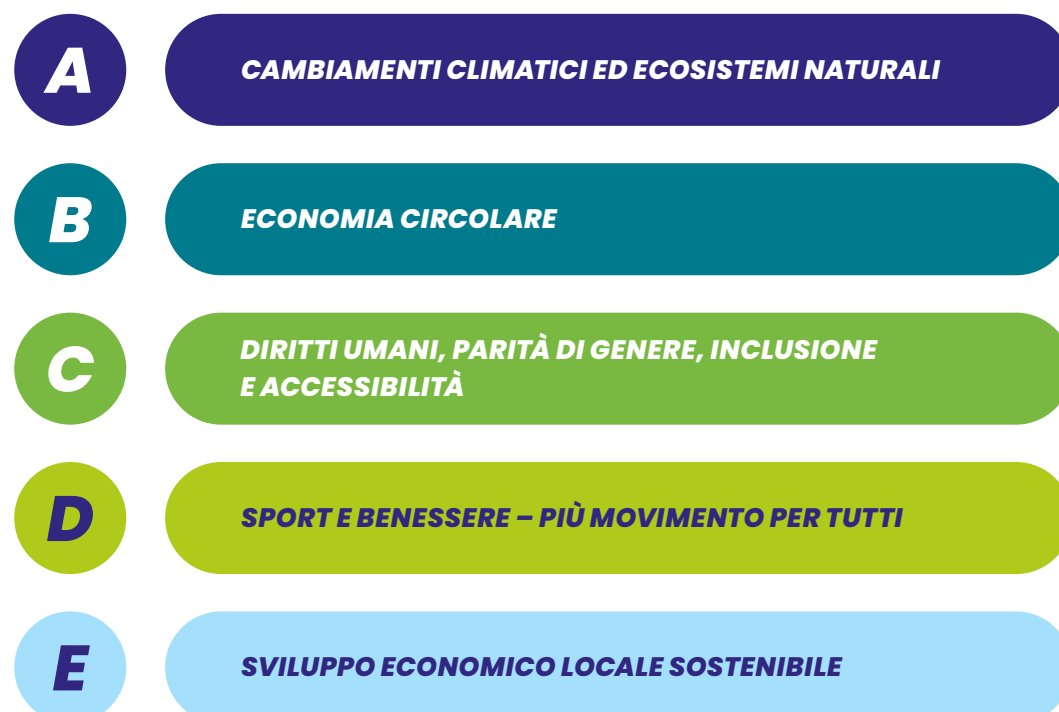 A
CAMBIAMENTI CLIMATICI ED ECOSISTEMI NATURALI
B
ECONOMIA CIRCOLARE
C
DIRITTI UMANI, PARITÀ DI GENERE, INCLUSIONE
E ACCESSIBILITÀ
D
SPORT E BENESSERE – PIÙ MOVIMENTO PER TUTTI
E
SVILUPPO ECONOMICO LOCALE SOSTENIBILE